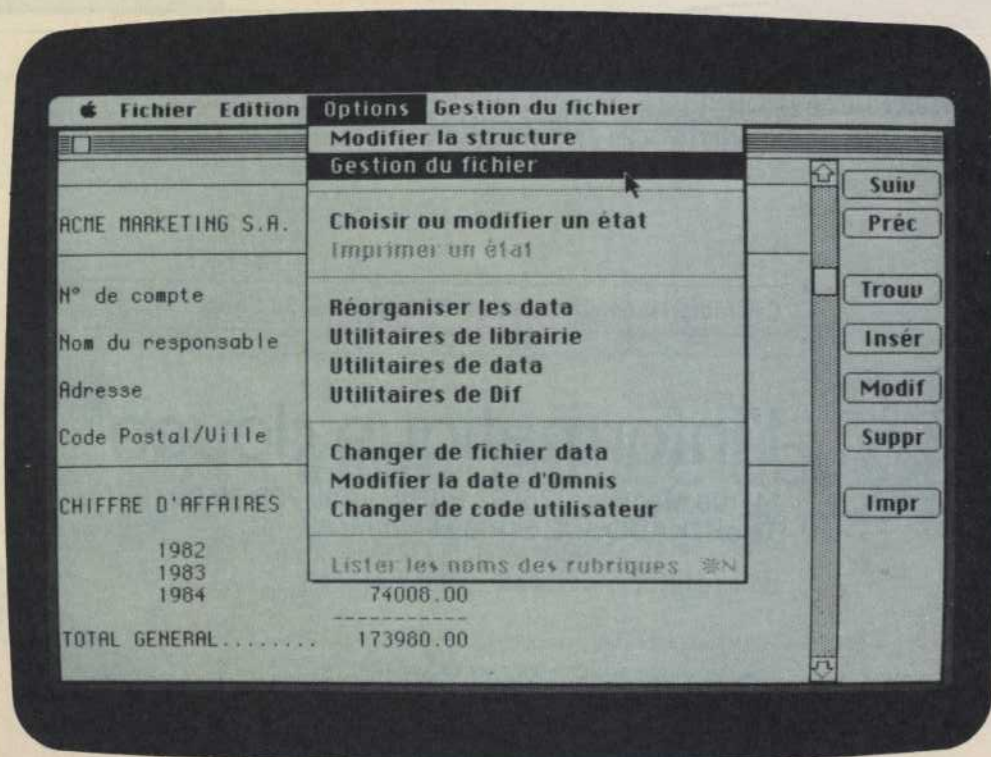 Fichier Edition Options Gestion du fichier
Modifier la structure
Gestion du fichier
Choisir ou modifier un état
Imprimer un état
Réorganiser les data
Utilitaires de librairie
Utilitaires de data
Utilitaires de Dif
Changer de fichier data
Modifier la date d'Omnis
Changer de code utilisateur
Lister les noms des rubriques ⌘N
ACME MARKETING S.A.
N° de compte
Nom du responsable
Adresse
Code Postal/Ville
CHIFFRE D'AFFAIRES
1982
1983
1984 74008.00
TOTAL GENERAL........ 173980.00
Suiv
Préc
Trouv
Insér
Modif
Suppr
Impr